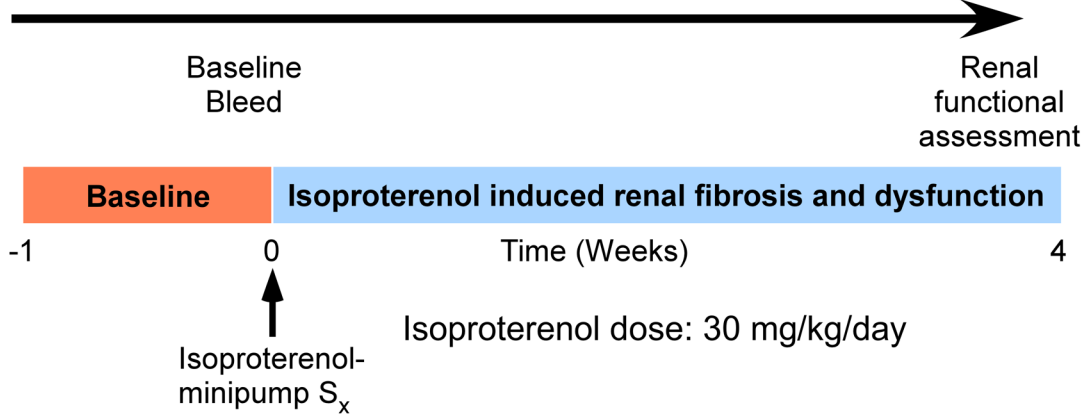 Baseline
Bleed
Renal
functional
assessment
Baseline
Isoproterenol induced renal fibrosis and dysfunction
-1
0
Time (Weeks)
4
Isoproterenol dose: 30 mg/kg/day
Isoproterenol-
minipump Sx